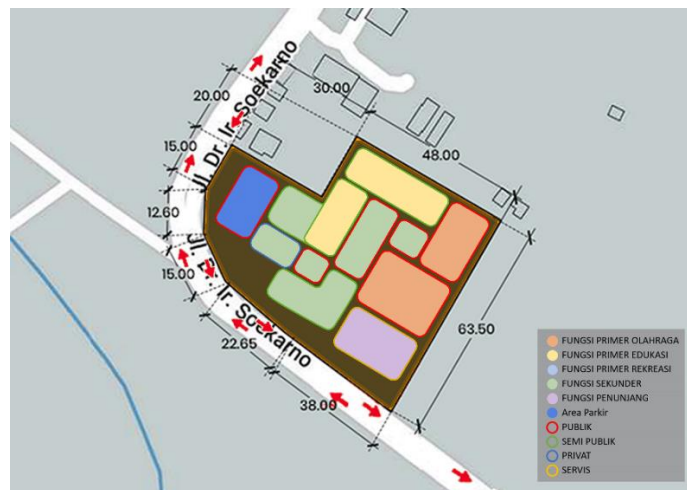 Jl. Dr. Ir. Soekarno
30.00
20.00
15.00
48.00
12.60
15.00
Jl. Dr. Ir. Soekarno
22.65
63.50
38.00
FUNGSI PRIMER OLAHRAGA
FUNGSI PRIMER EDUKASI
FUNGSI PRIMER REKREASI
FUNGSI SEKUNDER
FUNGSI PENUNJANG
Area Parkir
PUBLIK
SEMI PUBLIK
PRIVAT
SERVIS